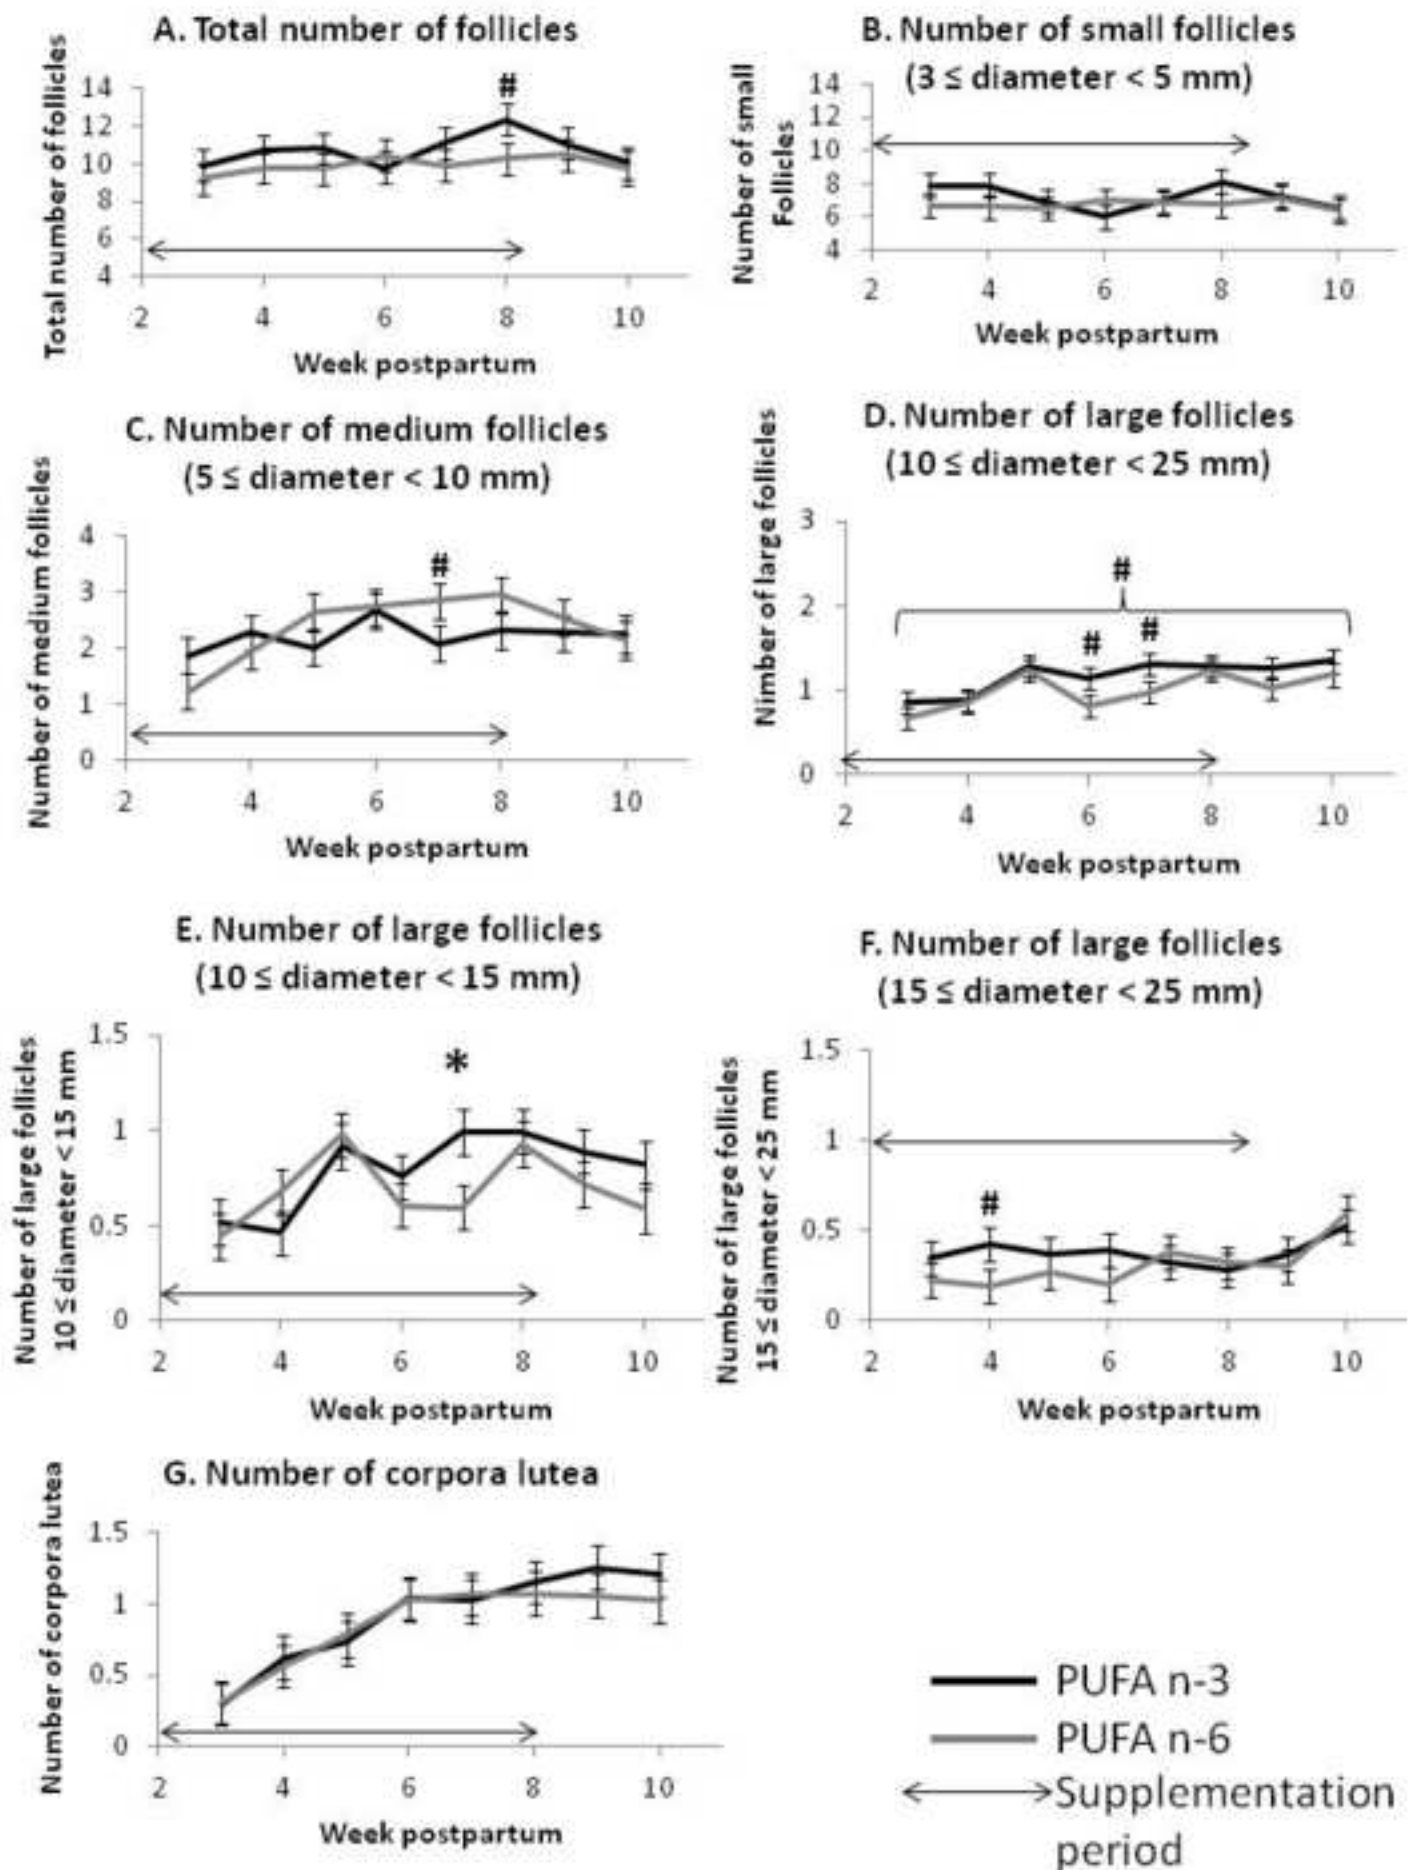 A. Total number of follicles
Total number of follicles
14
12
10
8
6
4
#
2
4
6
8
10
Week postpartum
B. Number of small follicles
(3 ≤ diameter < 5 mm)
Number of small
Follicles
14
12
10
8
6
4
2
4
6
8
10
Week postpartum
C. Number of medium follicles
(5 ≤ diameter < 10 mm)
Number of medium follicles
4
3
2
1
0
#
2
4
6
8
10
Week postpartum
D. Number of large follicles
(10 ≤ diameter < 25 mm)
Nimber of large follicles
3
2
1
0
#
#
#
2
4
6
8
10
Week postpartum
E. Number of large follicles
(10 ≤ diameter < 15 mm)
Number of large follicles
10 ≤ diameter < 15 mm
1.5
1
0.5
0
*
2
4
6
8
10
Week postpartum
F. Number of large follicles
(15 ≤ diameter < 25 mm)
Number of large follicles
15 ≤ diameter < 25 mm
1.5
1
0.5
0
#
2
4
6
8
10
Week postpartum
G. Number of corpora lutea
Number of corpora lutea
1.5
1
0.5
0
2
4
6
8
10
Week postpartum
PUFA n-3
PUFA n-6
Supplementation
period